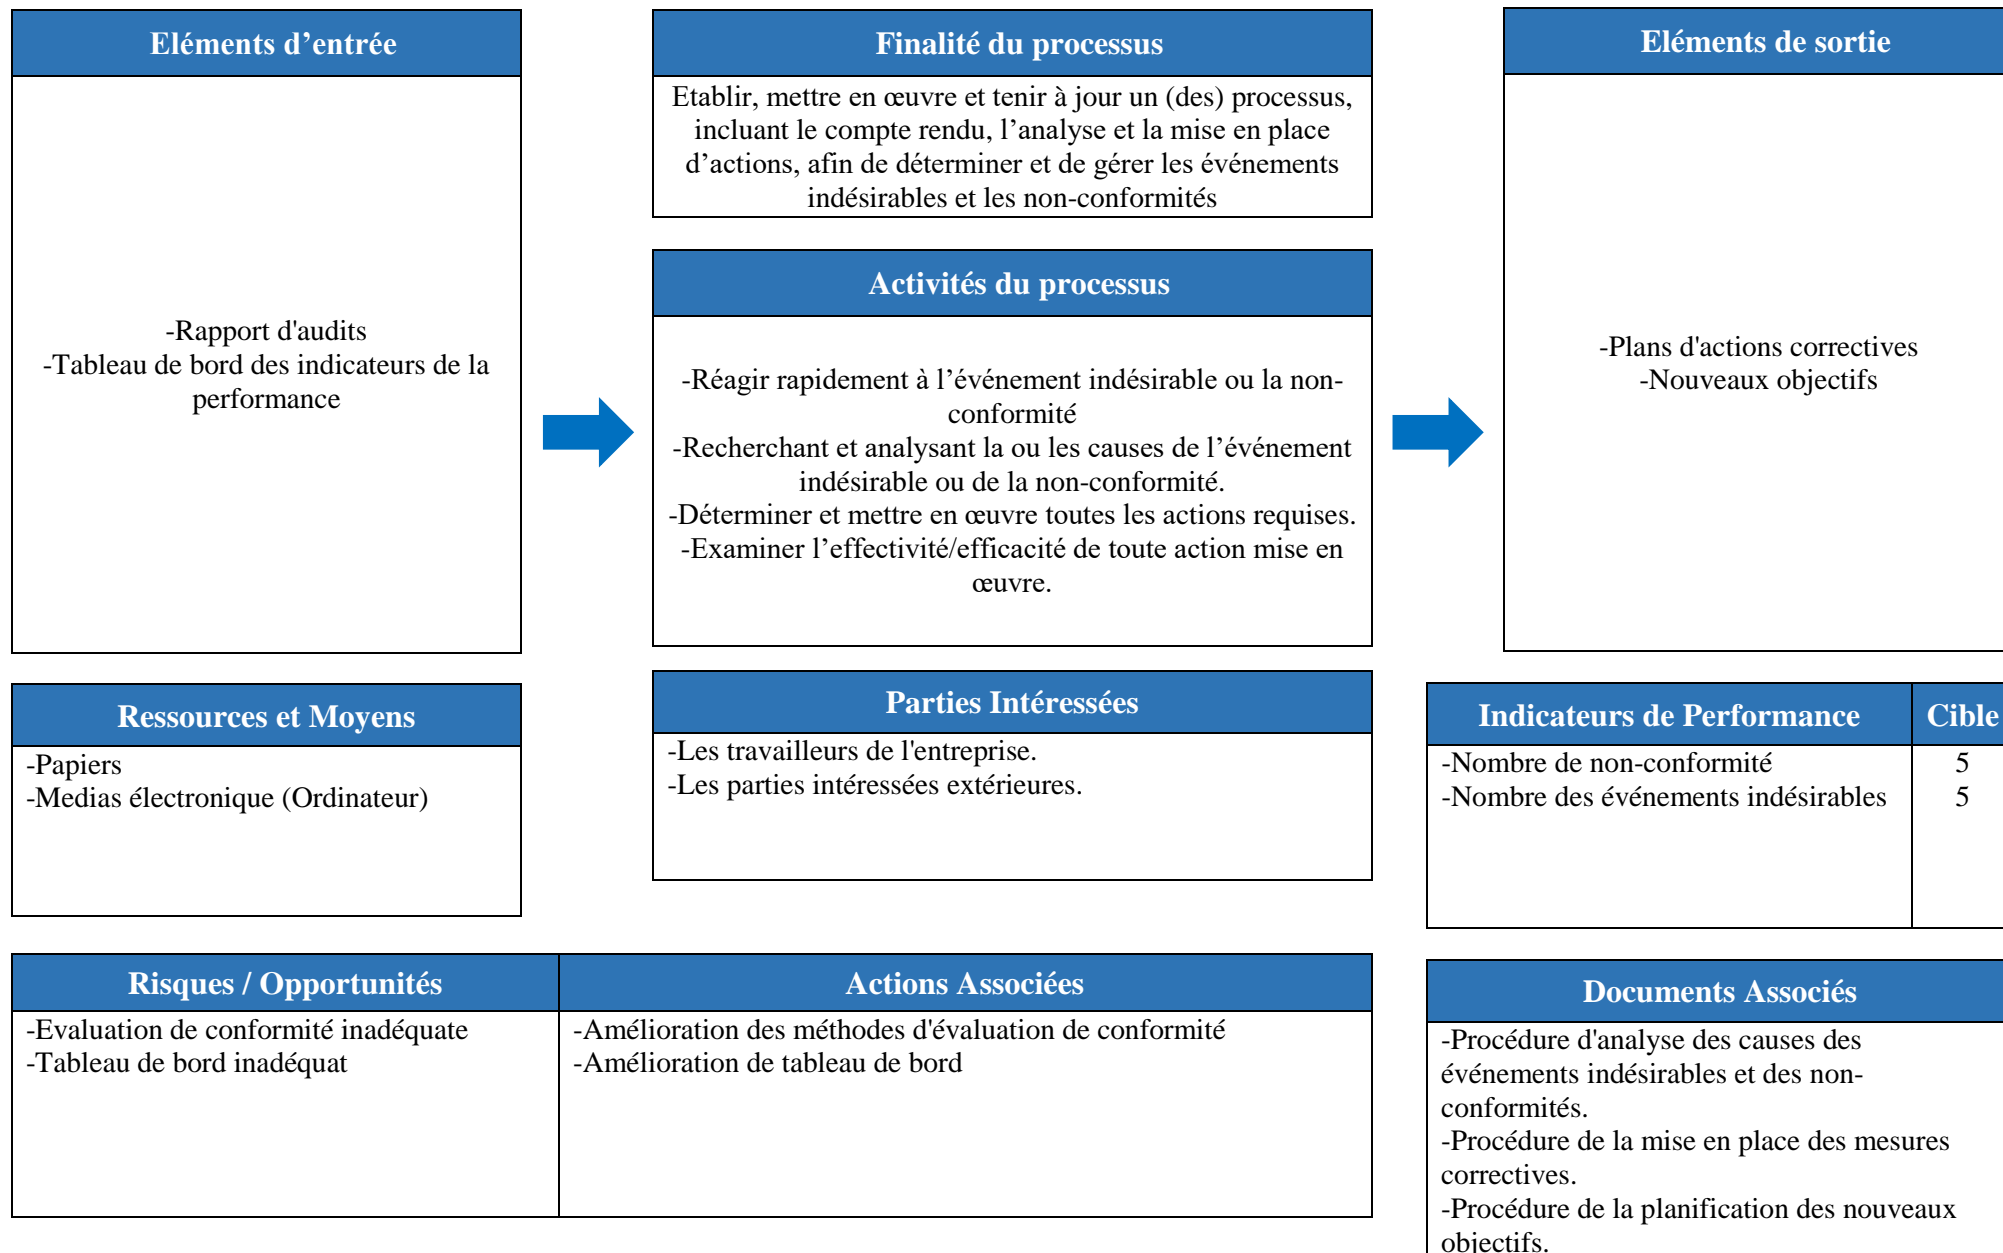 Eléments d’entrée
-Rapport d'audits
-Tableau de bord des indicateurs de la
performance
Finalité du processus
Etablir, mettre en œuvre et tenir à jour un (des) processus,
incluant le compte rendu, l’analyse et la mise en place
d’actions, afin de déterminer et de gérer les événements
indésirables et les non-conformités
Activités du processus
-Réagir rapidement à l’événement indésirable ou la non-
conformité
-Recherchant et analysant la ou les causes de l’événement
indésirable ou de la non-conformité.
-Déterminer et mettre en œuvre toutes les actions requises.
-Examiner l’effectivité/efficacité de toute action mise en
œuvre.
Eléments de sortie
-Plans d'actions correctives
-Nouveaux objectifs
Ressources et Moyens
-Papiers
-Medias électronique (Ordinateur)
Parties Intéressées
-Les travailleurs de l'entreprise.
-Les parties intéressées extérieures.
Indicateurs de Performance Cible
-Nombre de non-conformité 5
-Nombre des événements indésirables 5
Risques / Opportunités Actions Associées
-Evaluation de conformité inadéquate -Amélioration des méthodes d'évaluation de conformité
-Tableau de bord inadéquat -Amélioration de tableau de bord
Documents Associés
-Procédure d'analyse des causes des
événements indésirables et des non-
conformités.
-Procédure de la mise en place des mesures
correctives.
-Procédure de la planification des nouveaux
objectifs.